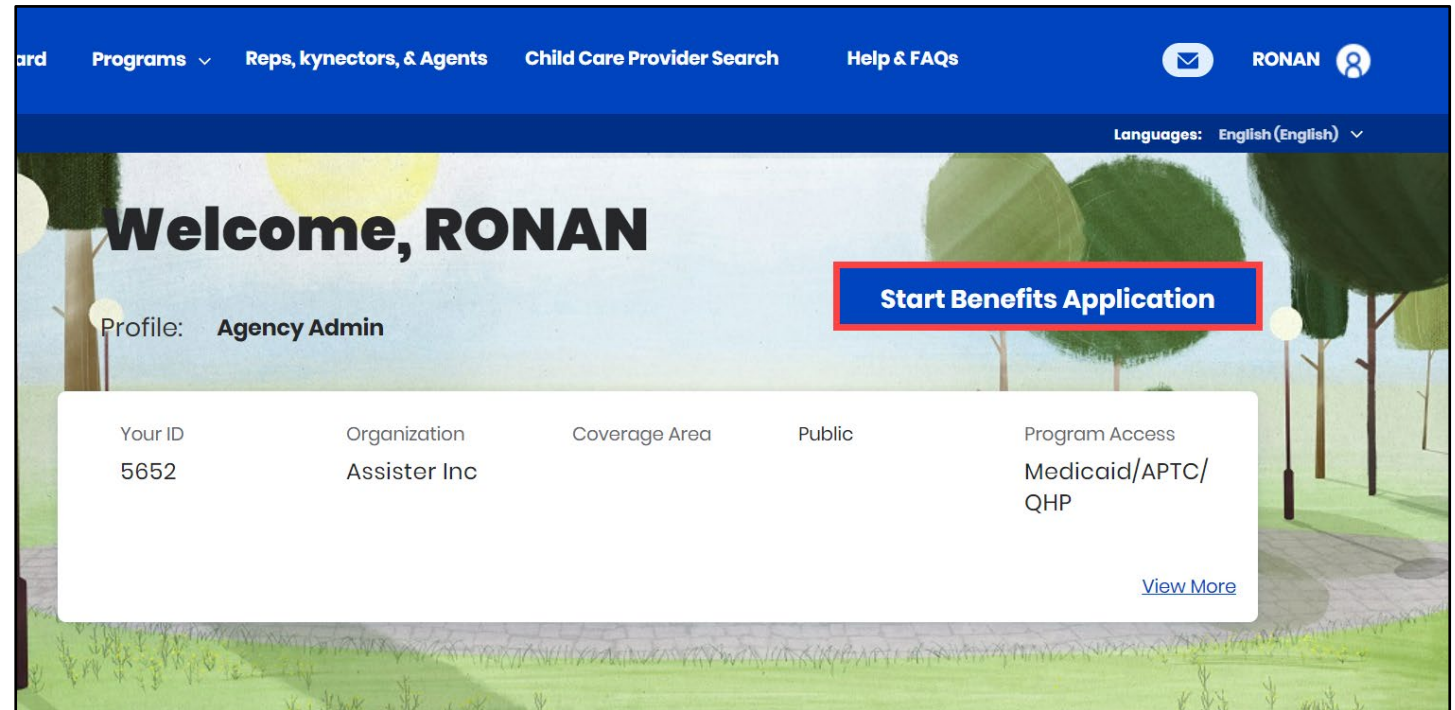 Programs Reps, kynectors, & Agents Child Care Provider Search Help & FAQs RONAN
Languages: English (English)
Welcome, RONAN
Start Benefits Application
Profile: Agency Admin
Your ID Organization Coverage Area Public Program Access
5652 Assister Inc Medicaid/APTC/
QHP
View More